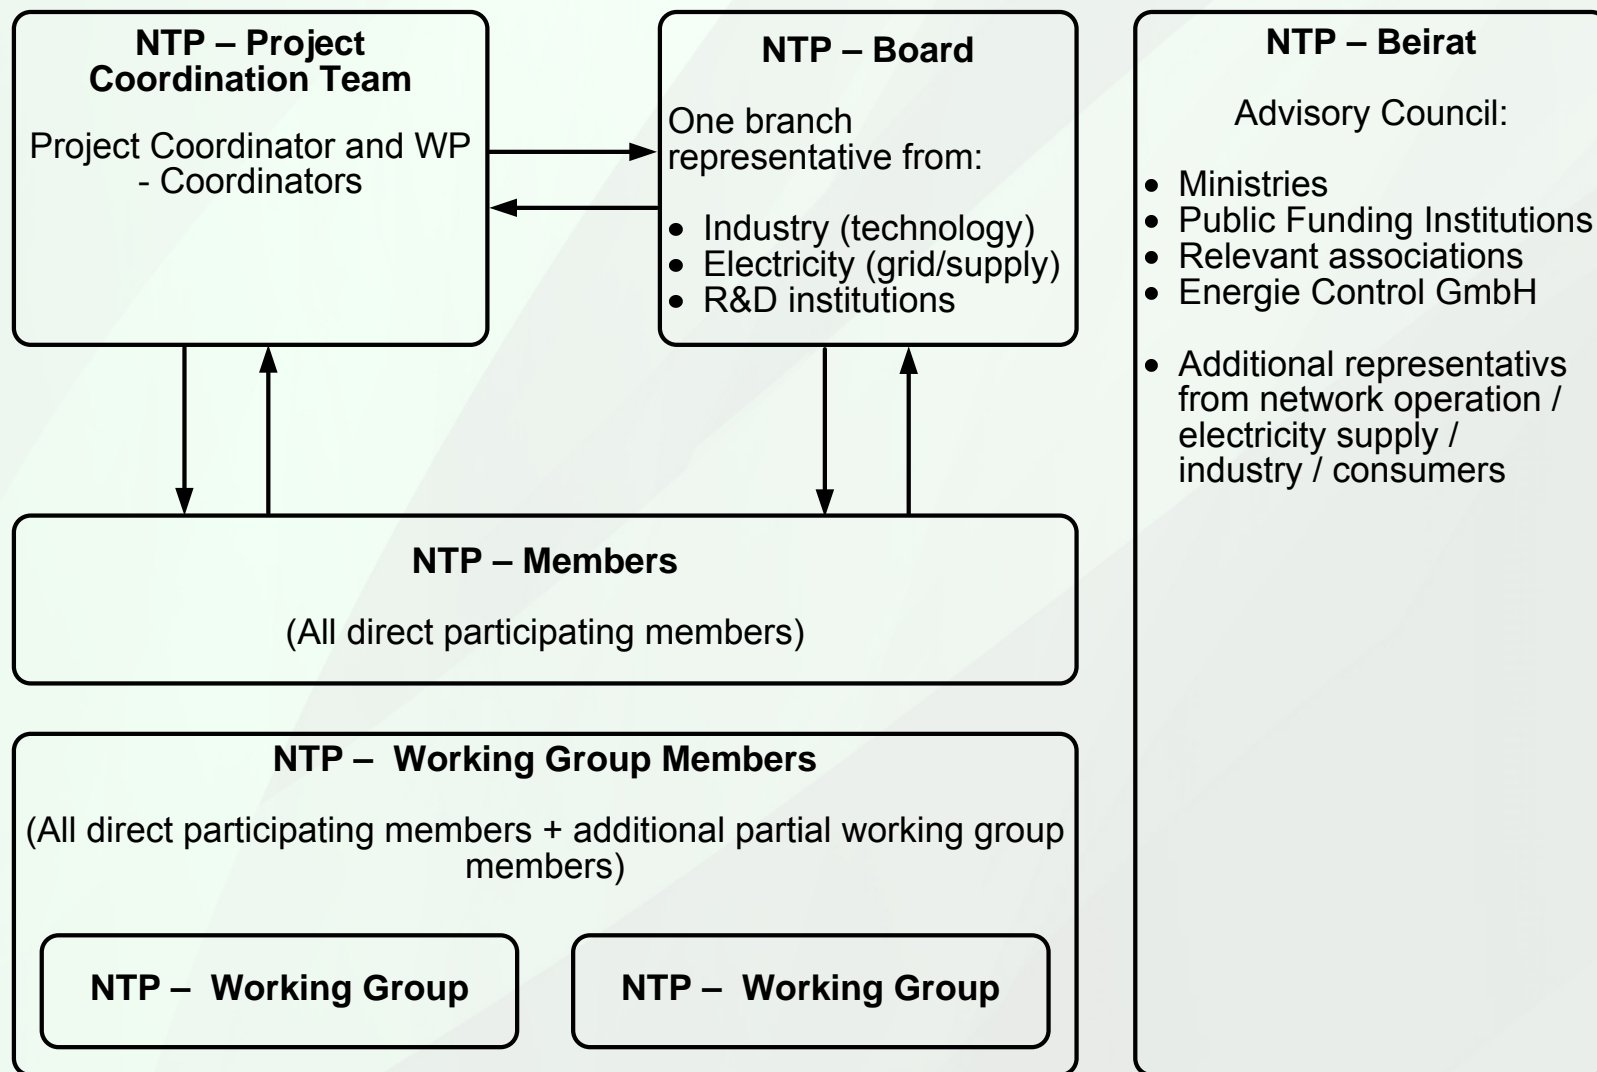 NTP – Project
Coordination Team
Project Coordinator and WP
- Coordinators
NTP – Board
One branch
representative from:
• Industry (technology)
• Electricity (grid/supply)
• R&D institutions
NTP – Beirat
Advisory Council:
• Ministries
• Public Funding Institutions
• Relevant associations
• Energie Control GmbH
• Additional representativs
from network operation /
electricity supply /
industry / consumers
NTP – Members
(All direct participating members)
NTP – Working Group Members
(All direct participating members + additional partial working group
members)
NTP – Working Group
NTP – Working Group